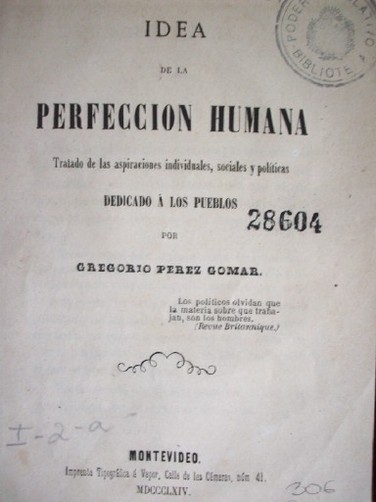 IDEA
DE LA
PERFECCION HUMANA
Tratado de las aspiraciones individuales, sociales y políticas
DEDICADO Á LOS PUEBLOS
28604
POR
GREGORIO PEREZ GOMAR.
Los políticos olvidan que
la materia sobre que traba-
jan, son los hombres.
(Revue Britannique.)
I-2-a
MONTEVIDEO.
Imprenta Tipográfica á Vapor, Calle de las Cámaras, núm 41.
MDCCCLXIV.
306
PODER
BIBLIOTE